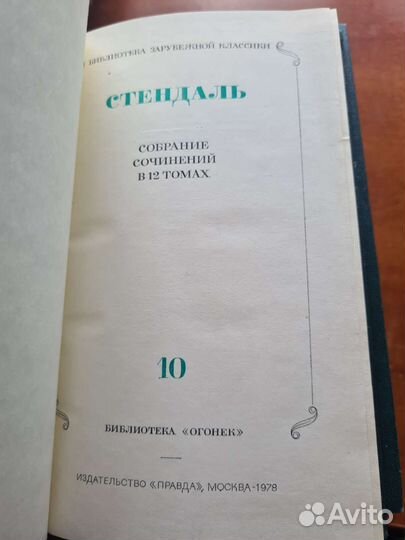 БИБЛИОТЕКА ЗАРУБЕЖНОЙ КЛАССИКИ
СТЕНДАЛЬ
СОБРАНИЕ
СОЧИНЕНИЙ
В 12 ТОМАХ
10
БИБЛИОТЕКА «ОГОНЕК»
ИЗДАТЕЛЬСТВО «ПРАВДА», МОСКВА-1978
Avito